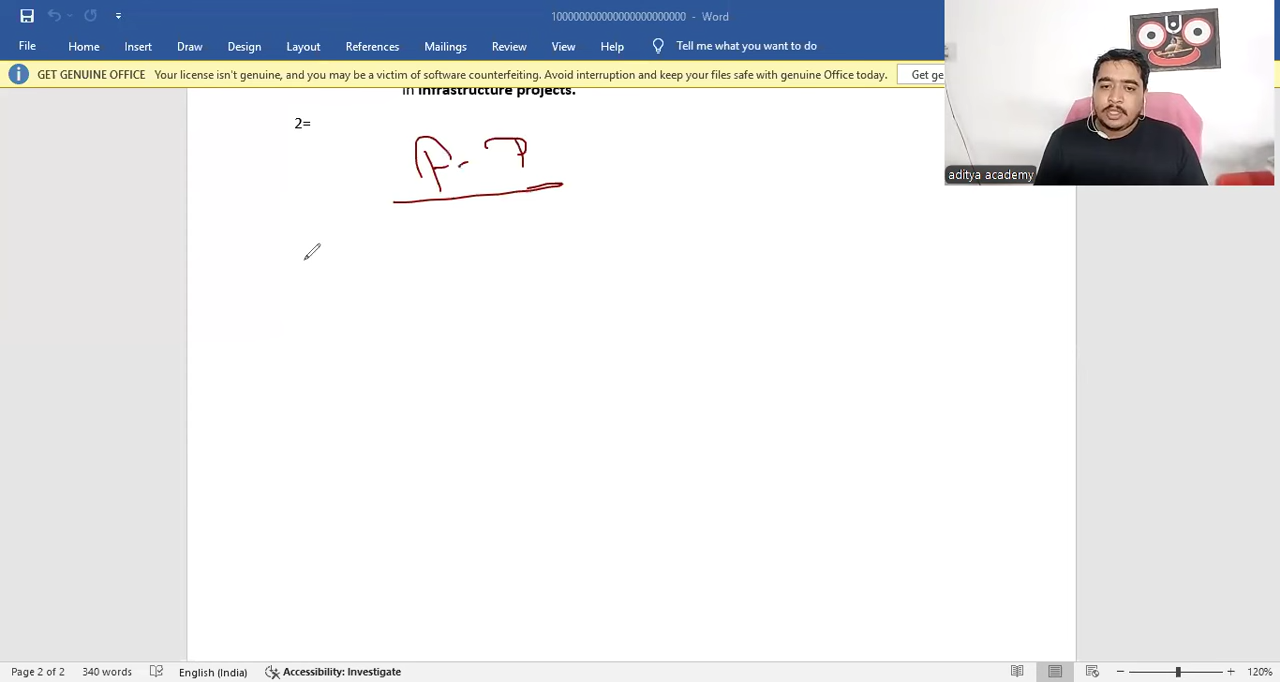 100000000000000000000000 - Word
File Home Insert Draw Design Layout References Mailings Review View Help Tell me what you want to do
GET GENUINE OFFICE Your license isn't genuine, and you may be a victim of software counterfeiting. Avoid interruption and keep your files safe with genuine Office today. Get ge
in infrastructure projects.
2=
aditya academy
Page 2 of 2 340 words English (India) Accessibility: Investigate 120%